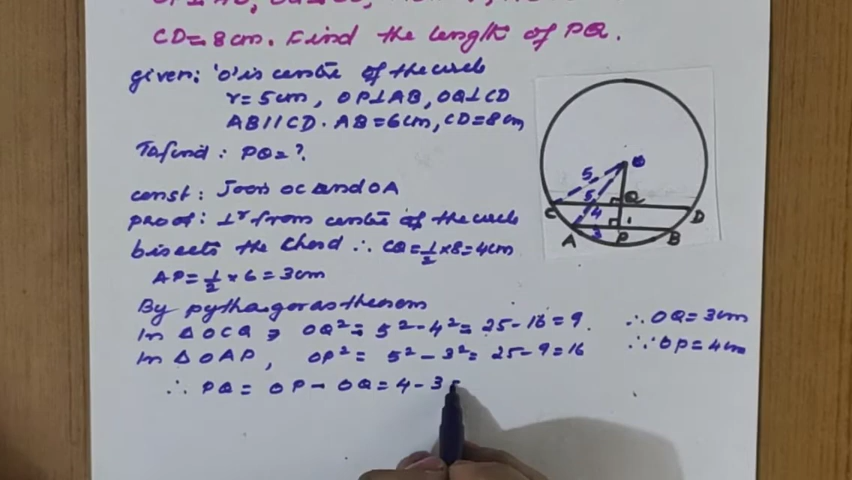 CD=8cm. Find the length of PQ.
given: 'O' is centre of the circle
r=5cm, OP⊥AB, OQ⊥CD
AB||CD. AB=6cm, CD=8cm
To find: PQ=?
const: Join OC and OA
proof: ⊥r from centre of the circle
bisects the chord ∴ CQ=1/2×8=4cm
AP=1/2×6=3cm
By pythagoras theorem
In △OCQ, OQ²=5²-4²=25-16=9. ∴OQ=3cm
In △OAP, OP²=5²-3²=25-9=16 ∴OP=4cm
∴ PQ=OP-OQ=4-3=
O
5
5
C Q D
4
A P B
3